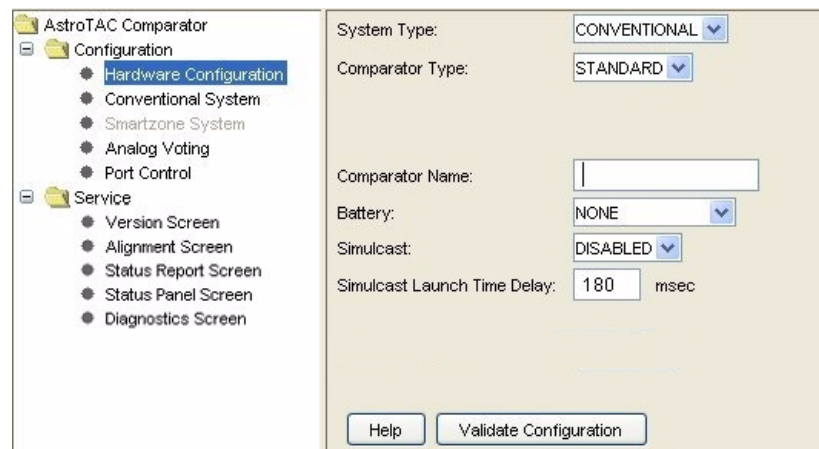 AstroTAC Comparator
Configuration
Hardware Configuration
Conventional System
Smartzone System
Analog Voting
Port Control
Service
Version Screen
Alignment Screen
Status Report Screen
Status Panel Screen
Diagnostics Screen
System Type: CONVENTIONAL
Comparator Type: STANDARD
Comparator Name:
Battery: NONE
Simulcast: DISABLED
Simulcast Launch Time Delay: 180 msec
Help Validate Configuration